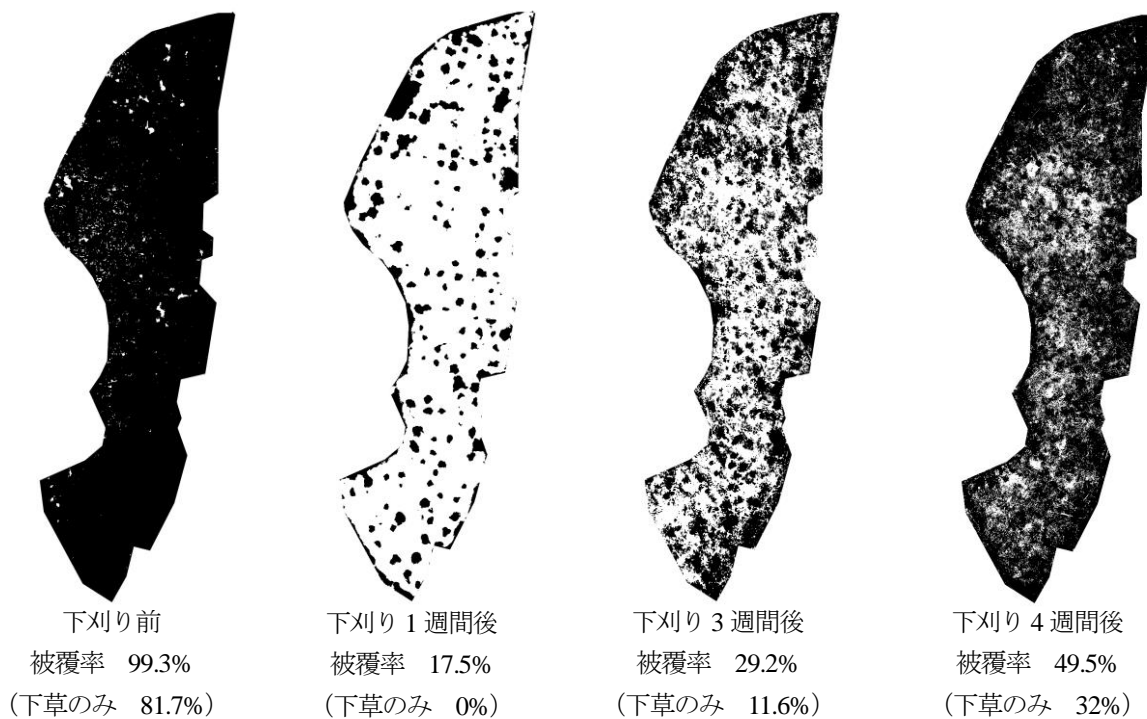 下刈り前
被覆率 99.3%
（下草のみ 81.7%）
下刈り 1 週間後
被覆率 17.5%
（下草のみ 0%）
下刈り 3 週間後
被覆率 29.2%
（下草のみ 11.6%）
下刈り 4 週間後
被覆率 49.5%
（下草のみ 32%）